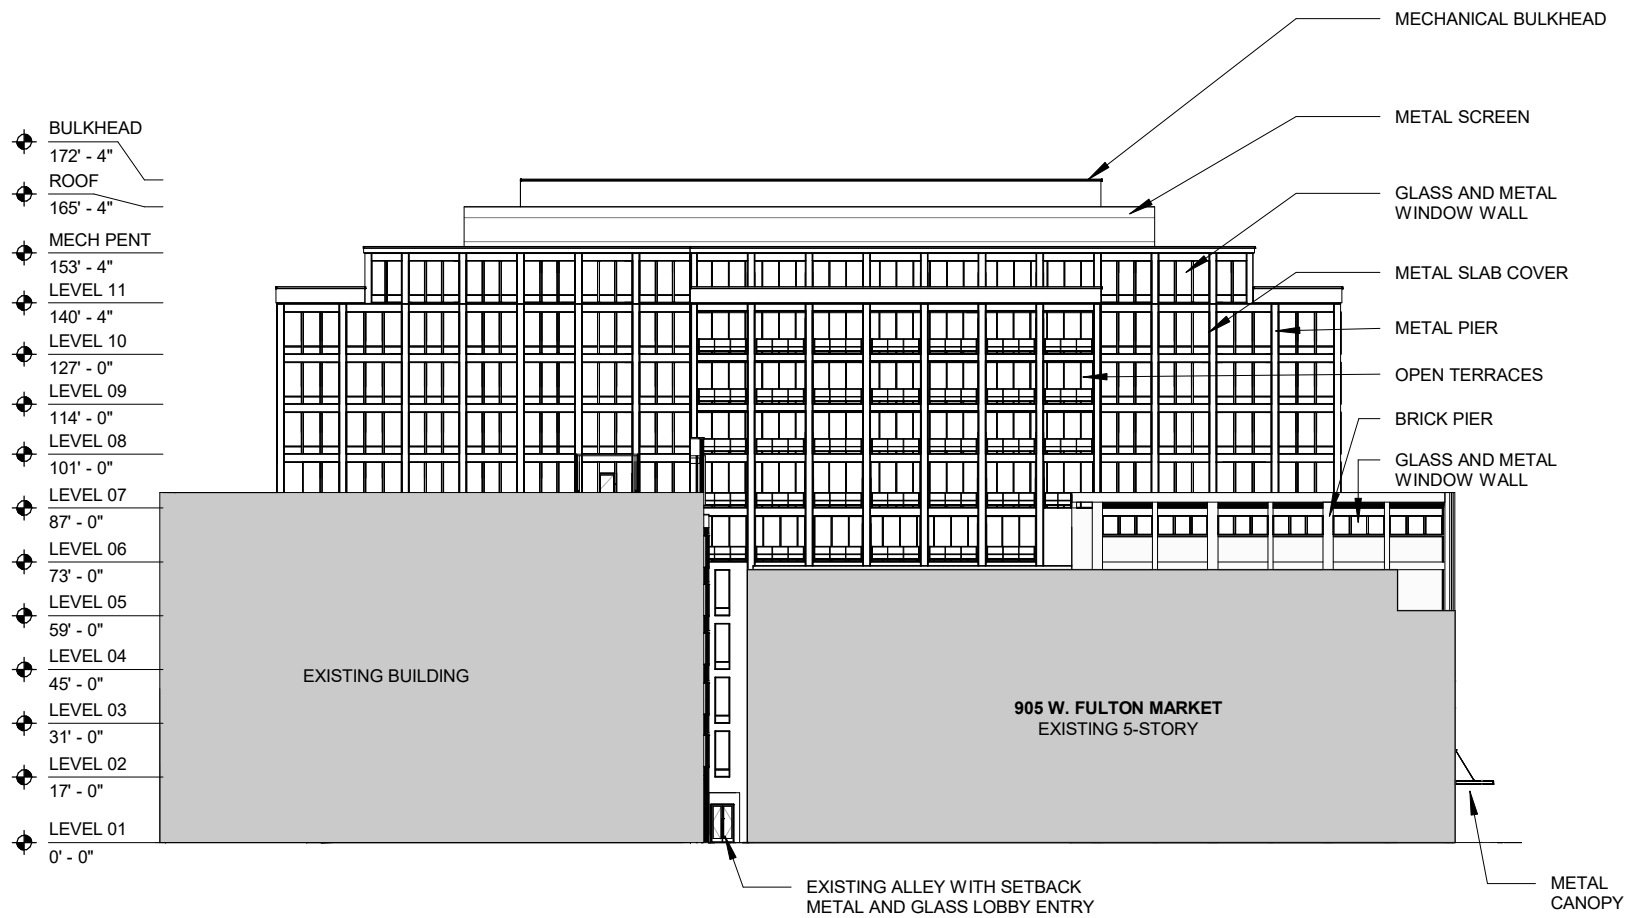 MECHANICAL BULKHEAD
METAL SCREEN
BULKHEAD
172' - 4"
ROOF
165' - 4"
GLASS AND METAL
WINDOW WALL
MECH PENT
153' - 4"
METAL SLAB COVER
LEVEL 11
140' - 4"
METAL PIER
LEVEL 10
127' - 0"
OPEN TERRACES
LEVEL 09
114' - 0"
BRICK PIER
LEVEL 08
101' - 0"
GLASS AND METAL
WINDOW WALL
LEVEL 07
87' - 0"
LEVEL 06
73' - 0"
LEVEL 05
59' - 0"
LEVEL 04
45' - 0"
EXISTING BUILDING
LEVEL 03
31' - 0"
905 W. FULTON MARKET
EXISTING 5-STORY
LEVEL 02
17' - 0"
LEVEL 01
0' - 0"
EXISTING ALLEY WITH SETBACK
METAL AND GLASS LOBBY ENTRY
METAL
CANOPY